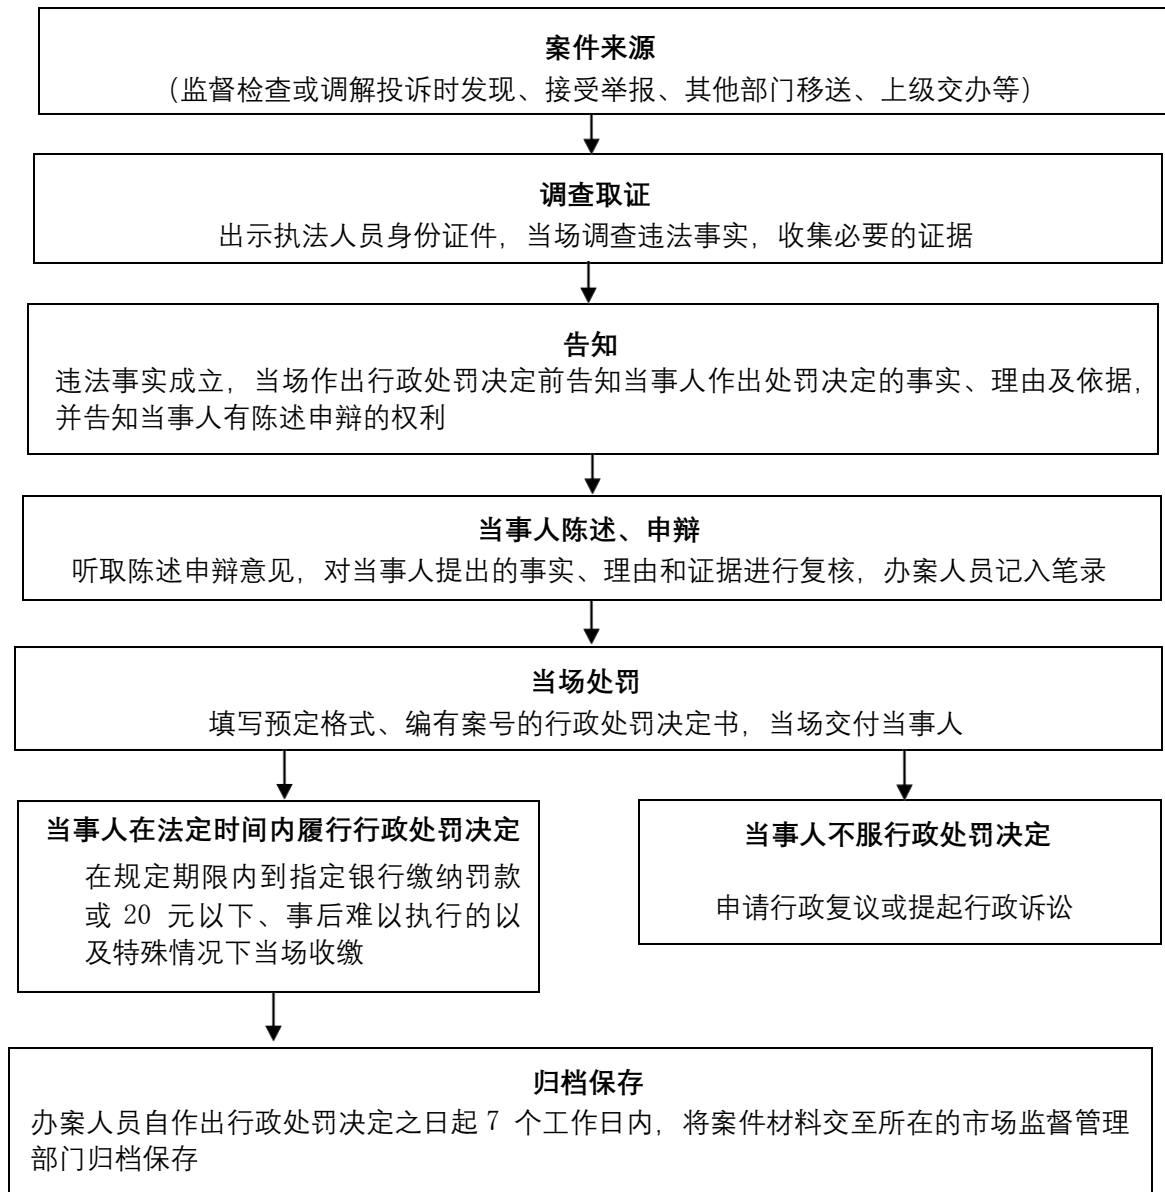 案件来源
（监督检查或调解投诉时发现、接受举报、其他部门移送、上级交办等）
调查取证
出示执法人员身份证件，当场调查违法事实，收集必要的证据
告知
违法事实成立，当场作出行政处罚决定前告知当事人作出处罚决定的事实、理由及依据，
并告知当事人有陈述申辩的权利
当事人陈述、申辩
听取陈述申辩意见，对当事人提出的事实、理由和证据进行复核，办案人员记入笔录
当场处罚
填写预定格式、编有案号的行政处罚决定书，当场交付当事人
当事人在法定时间内履行行政处罚决定
在规定期限内到指定银行缴纳罚款
或 20 元以下、事后难以执行的以
及特殊情况下当场收缴
当事人不服行政处罚决定
申请行政复议或提起行政诉讼
归档保存
办案人员自作出行政处罚决定之日起 7 个工作日内，将案件材料交至所在的市场监督管理
部门归档保存